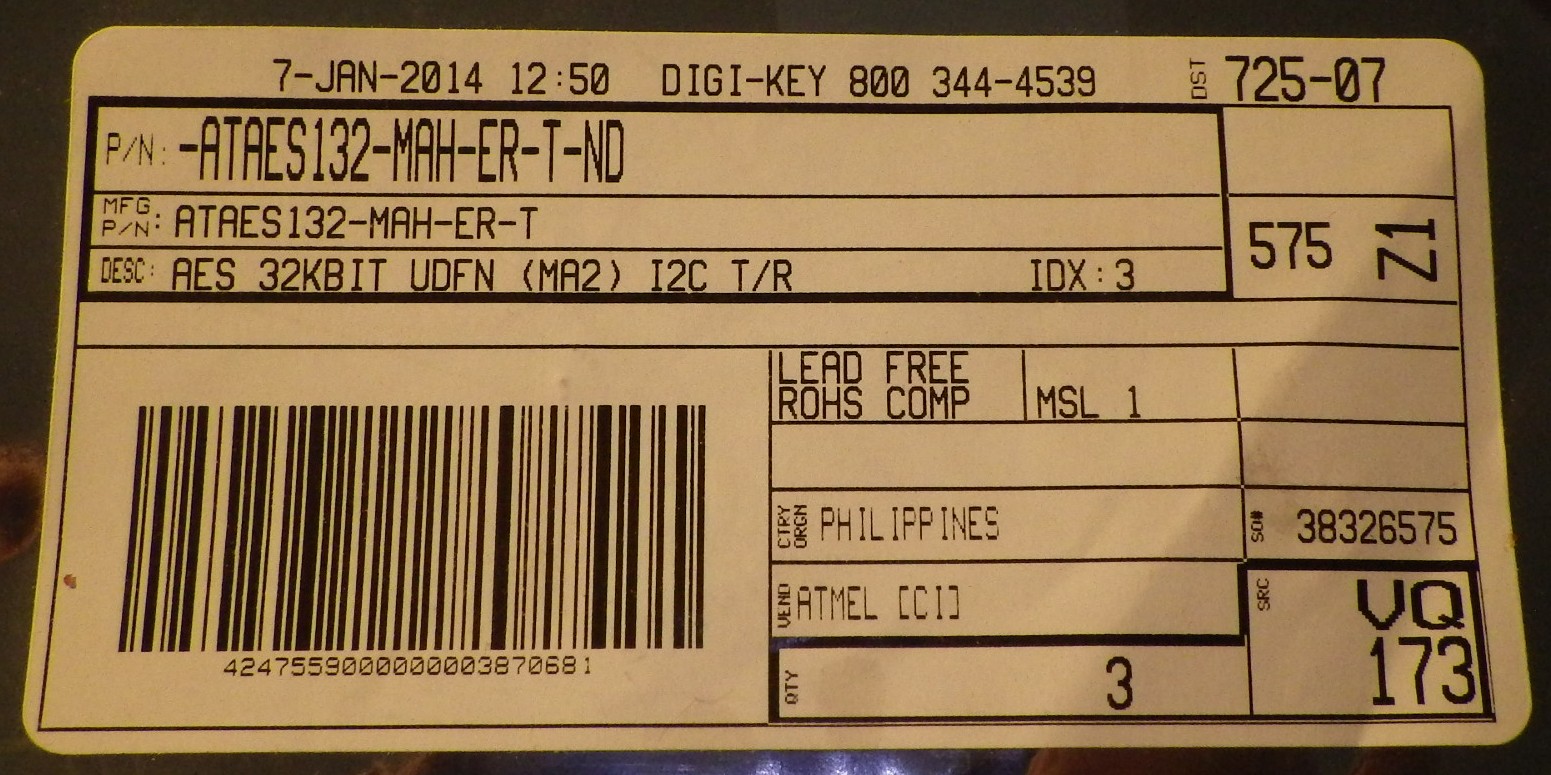 7-JAN-2014 12:50 DIGI-KEY 800 344-4539 DST 725-07
P/N: -ATAES132-MAH-ER-T-ND
MFG P/N: ATAES132-MAH-ER-T
575 Z1
DESC: AES 32KBIT UDFN (MA2) I2C T/R IDX:3
LEAD FREE
ROHS COMP
MSL 1
CTRY ORGN PHILIPPINES
SO# 38326575
VEND ATMEL [CI]
SRC VQ
173
QTY 3
4247559000000003870681